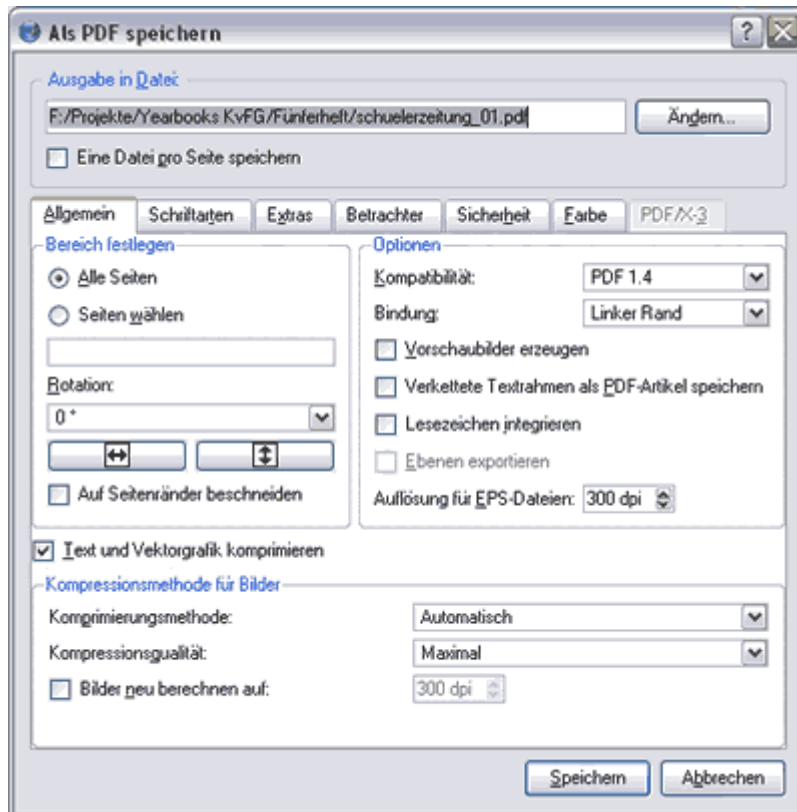 Als PDF speichern
Ausgabe in Datei:
F:/Projekte/Yearbooks KvFG/Fünferheft/schuelerzeitung_01.pdf
Ändern...
Eine Datei pro Seite speichern
Allgemein Schriftarten Extras Betrachter Sicherheit Farbe PDF/X-3
Bereich festlegen
Alle Seiten
Seiten wählen
Rotation:
0 °
Auf Seitenränder beschneiden
Optionen
Kompatibilität: PDF 1.4
Bindung: Linker Rand
Vorschaubilder erzeugen
Verkettete Textrahmen als PDF-Artikel speichern
Lesezeichen integrieren
Ebenen exportieren
Auflösung für EPS-Dateien: 300 dpi
Text und Vektorgrafik komprimieren
Kompressionsmethode für Bilder
Komprimierungsmethode: Automatisch
Kompressionsqualität: Maximal
Bilder neu berechnen auf: 300 dpi
Speichern Abbrechen